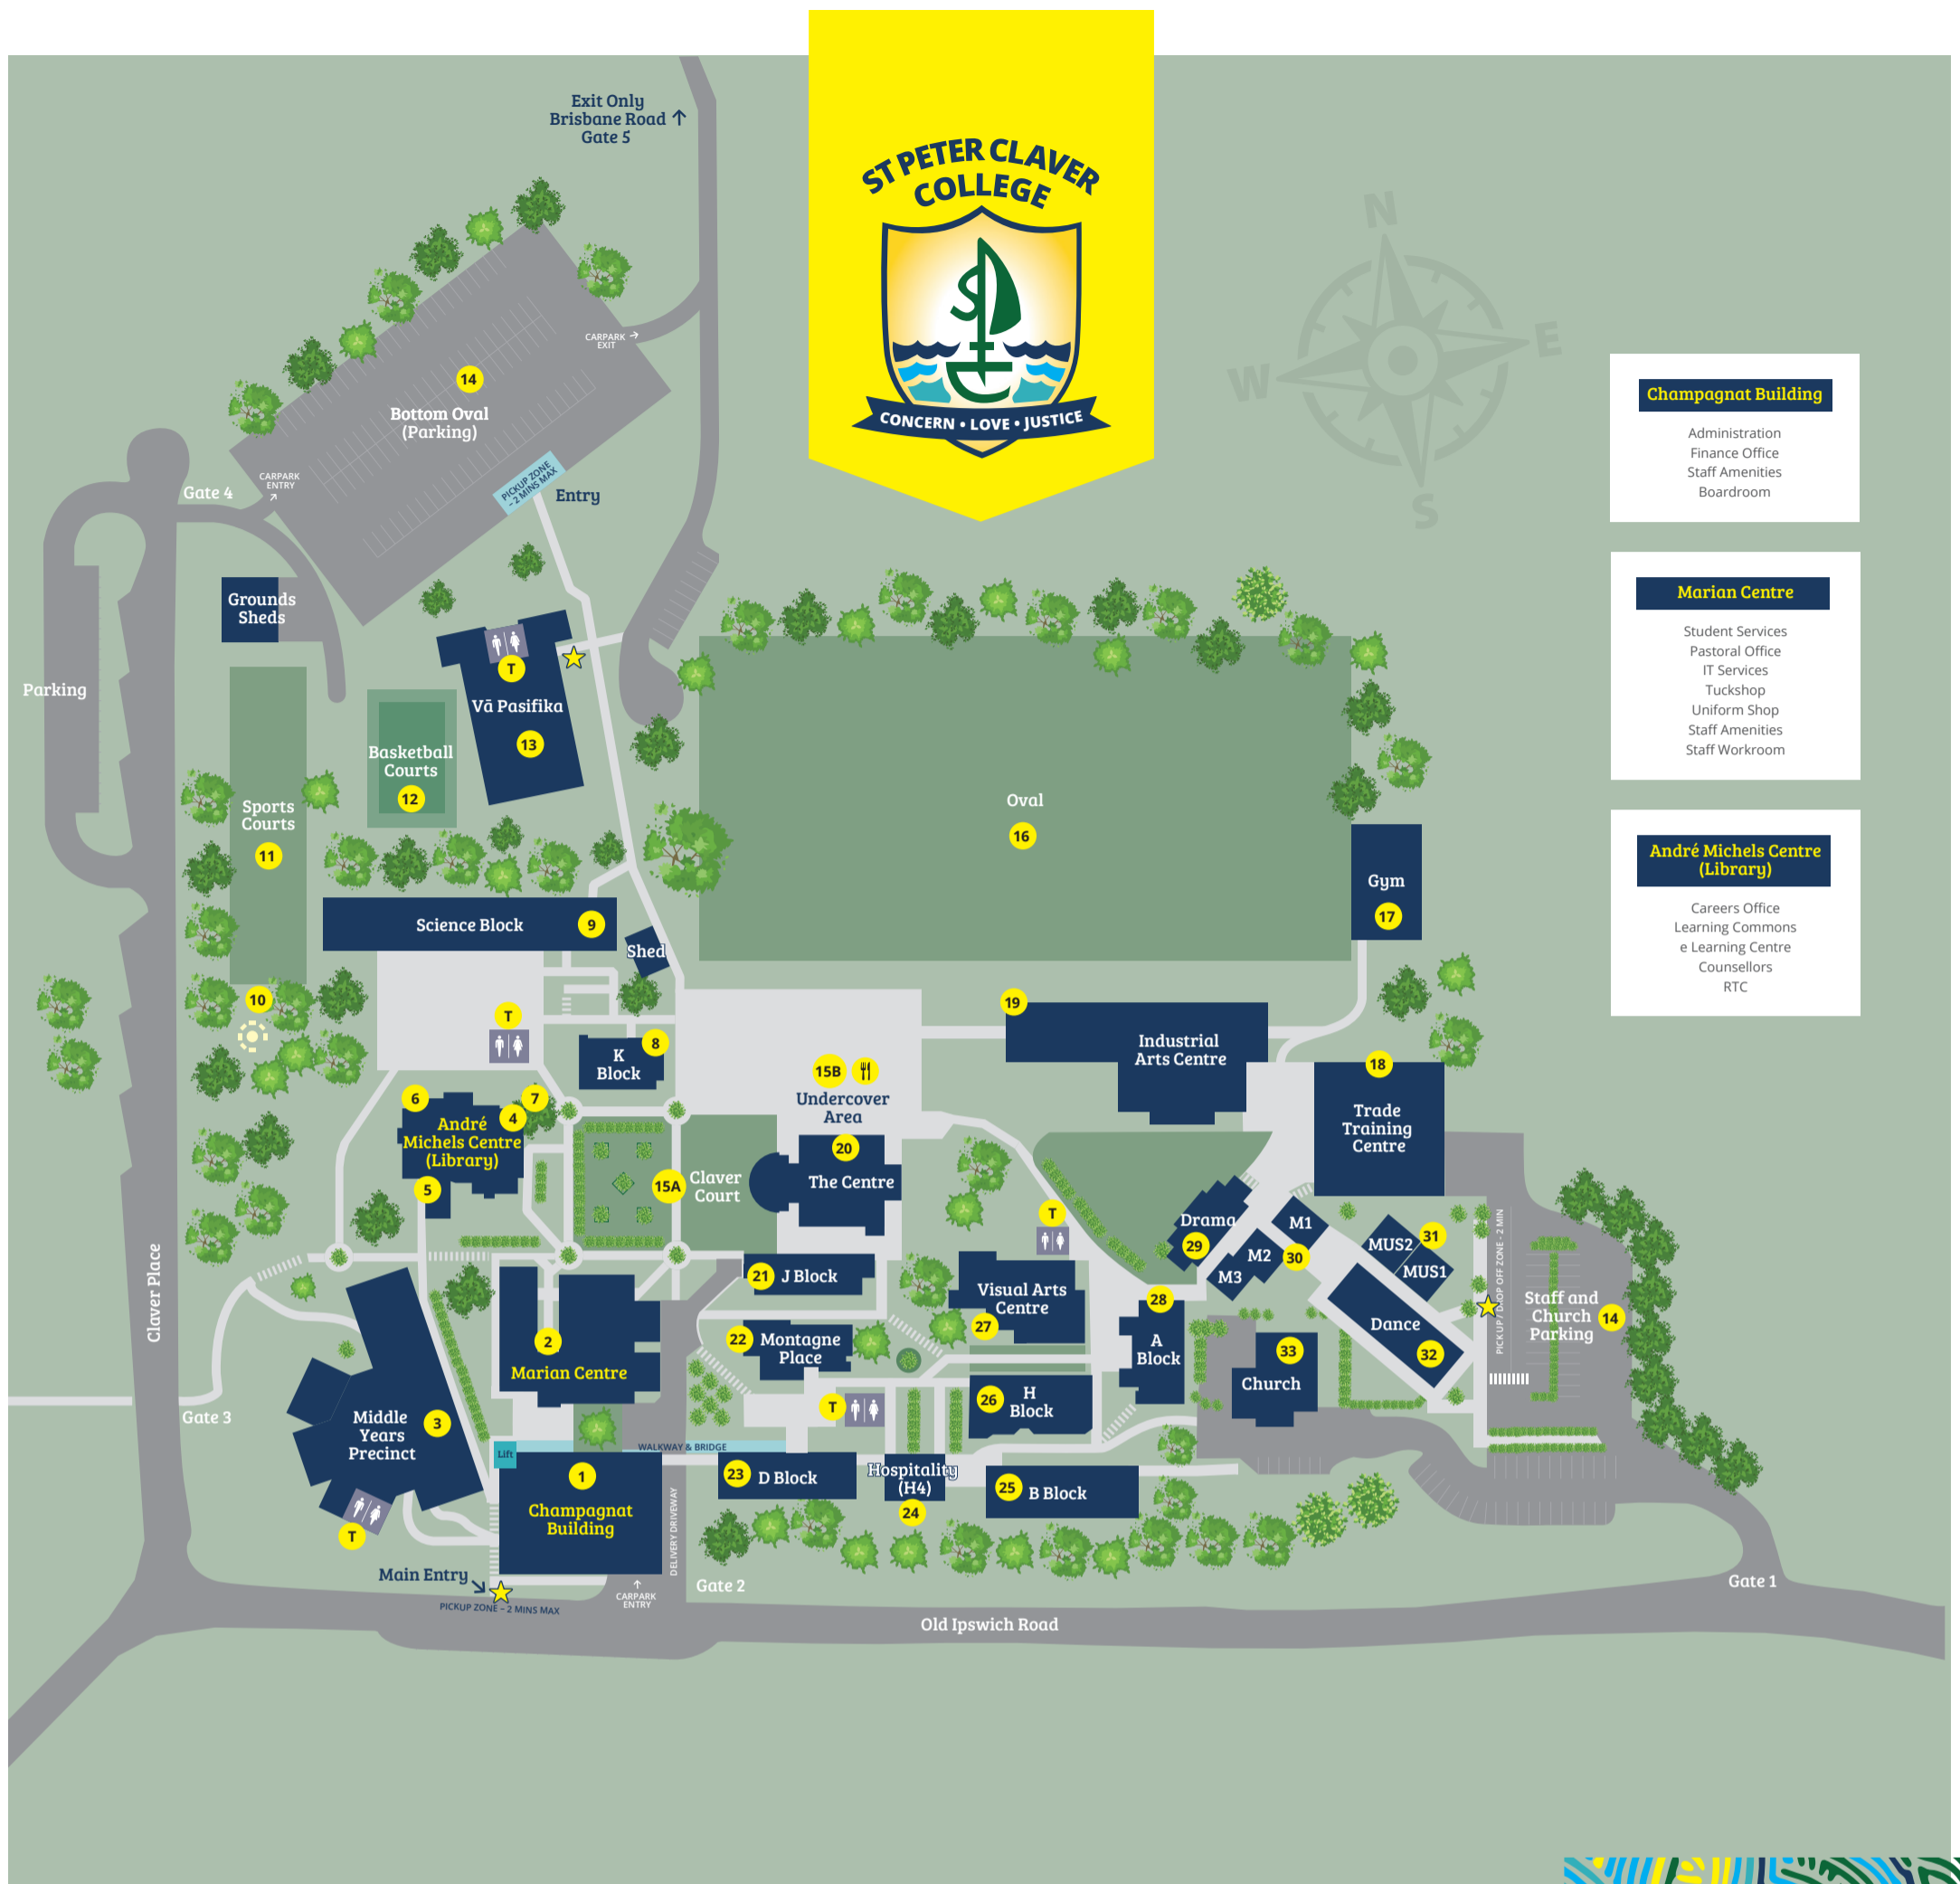 Exit Only
Brisbane Road
Gate 5
ST PETER CLAVER
COLLEGE
CONCERN • LOVE • JUSTICE
N
E
S
W
CARPARK
EXIT
14
Bottom Oval
(Parking)
CARPARK
ENTRY
Gate 4
PICKUP ZONE
– 2 MINS MAX
Entry
Grounds
Sheds
Parking
T
Vā Pasifika
13
Basketball
Courts
12
Sports
Courts
11
Oval
16
Gym
17
Science Block
9
Shed
10
T
K
Block
8
19
Industrial
Arts Centre
18
Trade
Training
Centre
15B
Undercover
Area
20
The Centre
6
7
4
André
Michels Centre
(Library)
5
15A
Claver
Court
T
Drama
29
M1
M2
M3
30
MUS2
31
MUS1
Claver Place
21
J Block
Visual Arts
Centre
27
28
A
Block
Dance
32
PICKUP / DROP OFF ZONE - 2 MIN
Staff and
Church
Parking
14
2
Marian Centre
22
Montagne
Place
33
Church
Gate 3
Middle
Years
Precinct
3
T
26
H
Block
Lift
WALKWAY & BRIDGE
1
Champagnat
Building
23
D Block
Hospitality
(H4)
24
25
B Block
T
DELIVERY DRIVEWAY
Main Entry
PICKUP ZONE – 2 MINS MAX
CARPARK
ENTRY
Gate 2
Gate 1
Old Ipswich Road
Champagnat Building
Administration
Finance Office
Staff Amenities
Boardroom
Marian Centre
Student Services
Pastoral Office
IT Services
Tuckshop
Uniform Shop
Staff Amenities
Staff Workroom
André Michels Centre
(Library)
Careers Office
Learning Commons
e Learning Centre
Counsellors
RTC